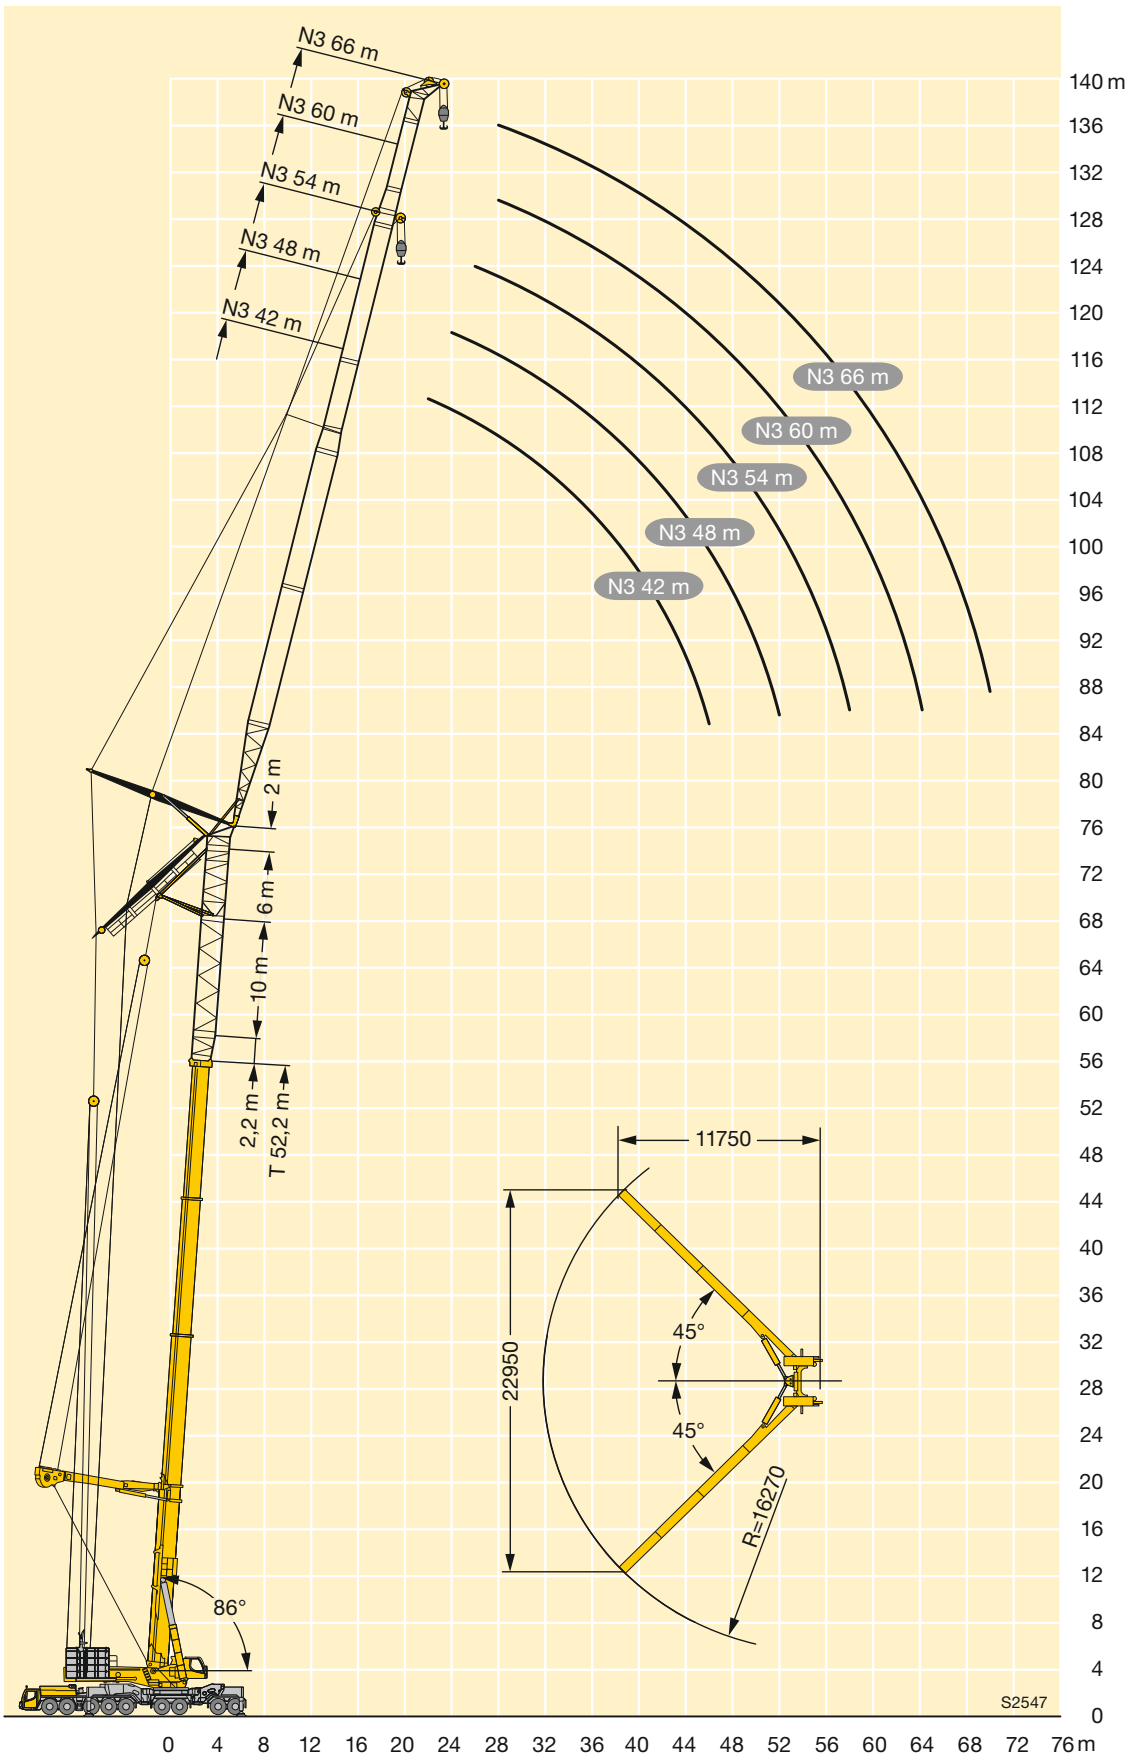 N3 66 m
N3 60 m
N3 54 m
N3 48 m
N3 42 m
140 m
136
132
128
124
120
116
112
108
104
100
96
92
88
84
80
76
72
68
64
60
56
52
48
44
40
36
32
28
24
20
16
12
8
4
0
N3 66 m
N3 60 m
N3 54 m
N3 48 m
N3 42 m
2 m
6 m
10 m
2,2 m
T 52,2 m
11750
22950
45°
45°
R=16270
86°
S2547
0 4 8 12 16 20 24 28 32 36 40 44 48 52 56 60 64 68 72 76 m